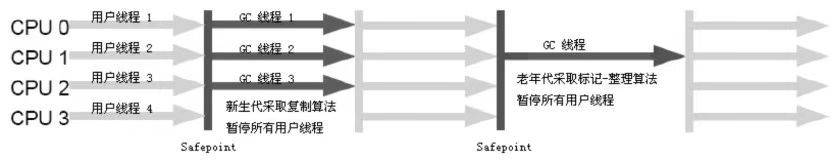 CPU 0 用户线程 1 GC 线程 1
CPU 1 用户线程 2 GC 线程 2 GC 线程
CPU 2 用户线程 3 GC 线程 3 老年代采取标记-整理算法
新生代采取复制算法 暂停所有用户线程
CPU 3 用户线程 4
暂停所有用户线程
Safepoint Safepoint